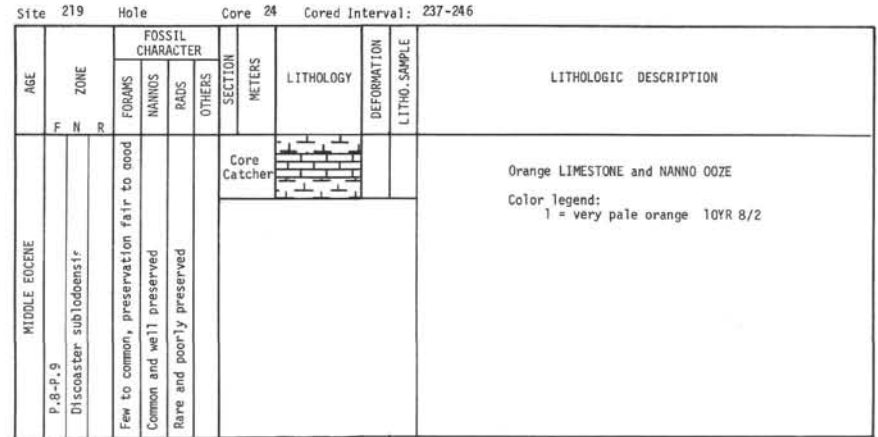 Site 219 Hole Core 24 Cored Interval: 237-246
AGE
ZONE
F N R
FOSSIL
CHARACTER
FORAMS
NANNOS
RADS
OTHERS
SECTION
METERS
LITHOLOGY
DEFORMATION
LITHO.SAMPLE
LITHOLOGIC DESCRIPTION
MIDDLE EOCENE
P.8-P.9
Discoaster sublodoensis
Few to common, preservation fair to good
Common and well preserved
Rare and poorly preserved
Core
Catcher
Orange LIMESTONE and NANNO OOZE
Color legend:
1 = very pale orange 10YR 8/2